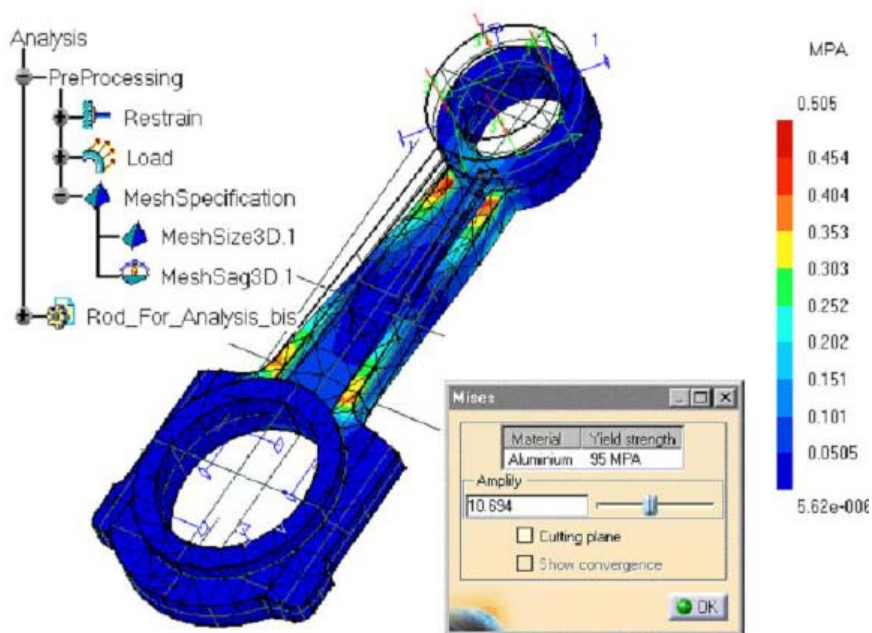 Analysis
PreProcessing
Restrain
Load
MeshSpecification
MeshSize3D.1
MeshSag3D.1
Rod_For_Analysis_bis
1
MPA
0.505
0.454
0.404
0.353
0.303
0.252
0.202
0.151
0.101
0.0505
5.62e-006
Mises
Material Yield strength
Aluminium 95 MPA
Amplify
10.694
Cutting plane
Show convergence
OK